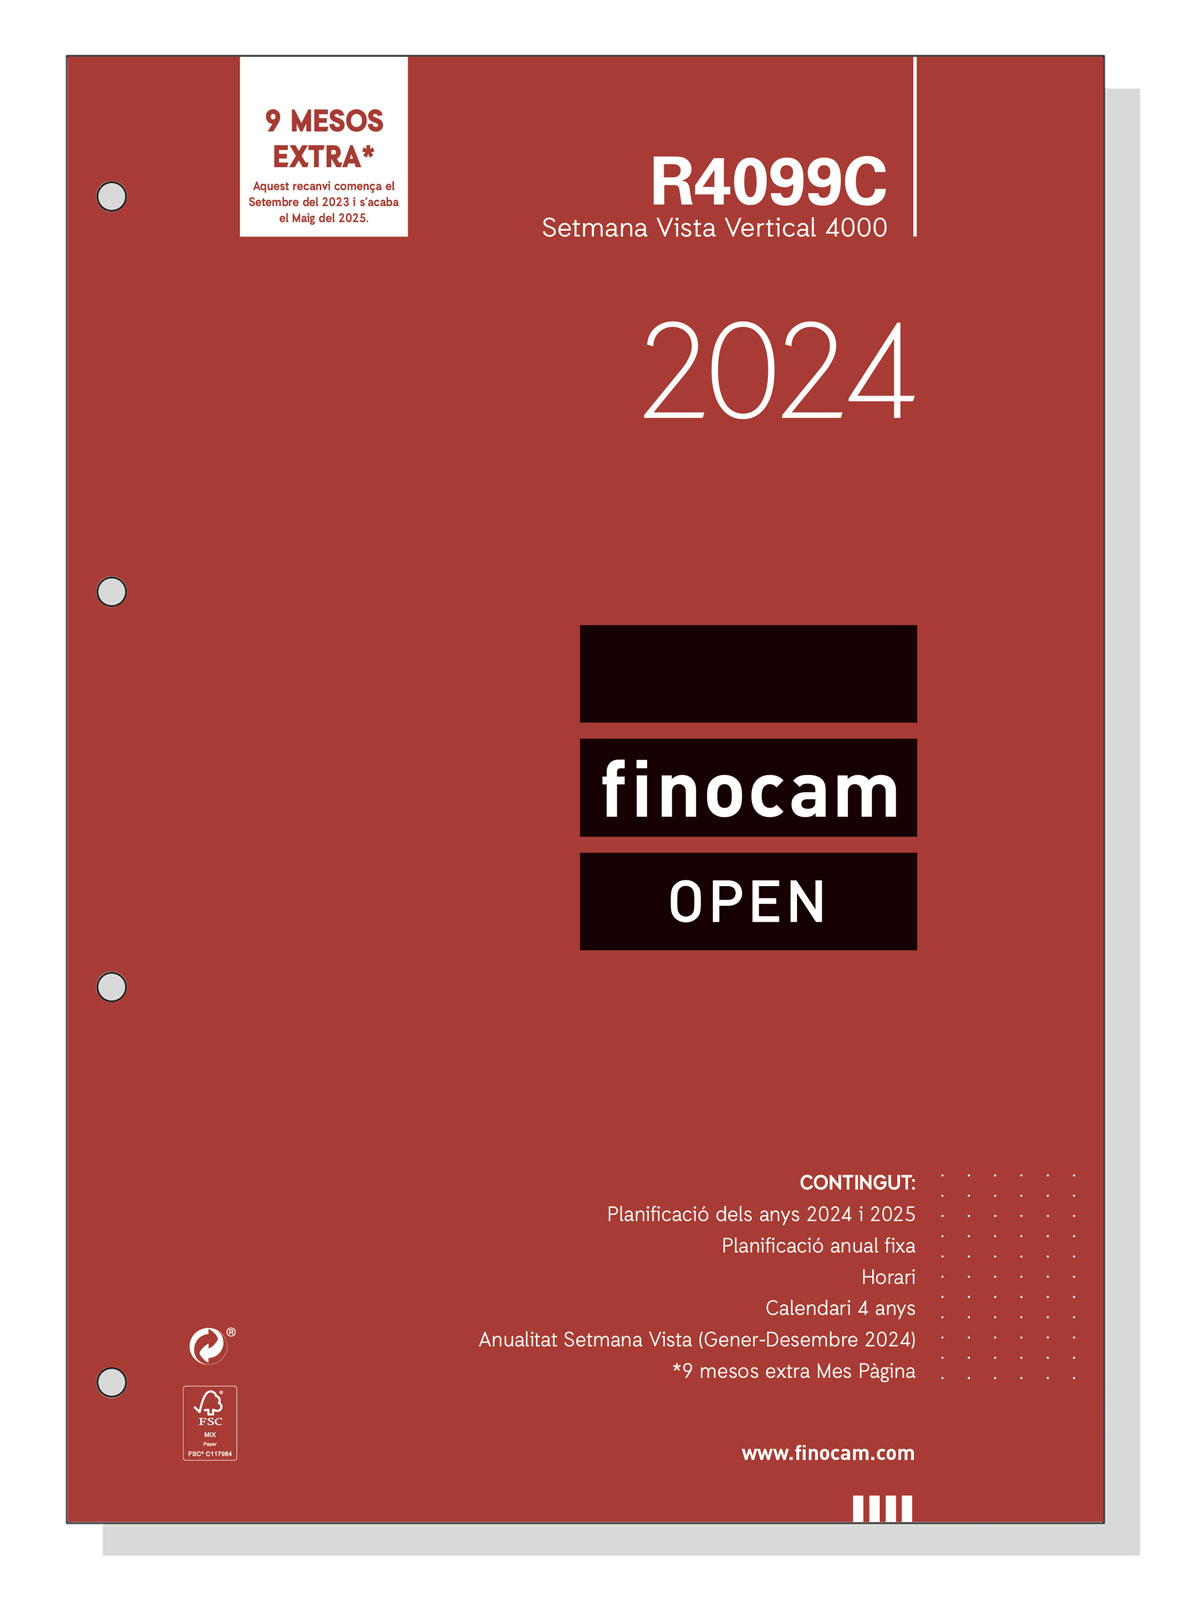 9 MESOS
EXTRA*
Aquest recanvi comença el
Setembre del 2023 i s'acaba
el Maig del 2025.
R4099C
Setmana Vista Vertical 4000
2024
finocam
OPEN
CONTINGUT:
Planificació dels anys 2024 i 2025
Planificació anual fixa
Horari
Calendari 4 anys
Anualitat Setmana Vista (Gener-Desembre 2024)
*9 mesos extra Mes Pàgina
®
FSC®
MIX
Paper
FSC® C117984
www.finocam.com